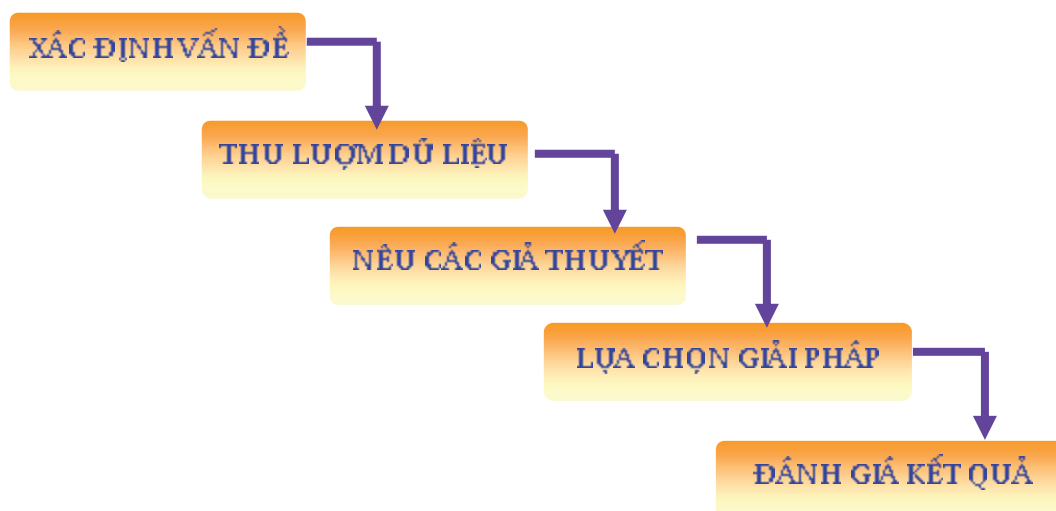 XÁC ĐỊNH VẤN ĐỀ
THU LƯỢM DỮ LIỆU
NÊU CÁC GIẢ THUYẾT
LỰA CHỌN GIẢI PHÁP
ĐÁNH GIÁ KẾT QUẢ